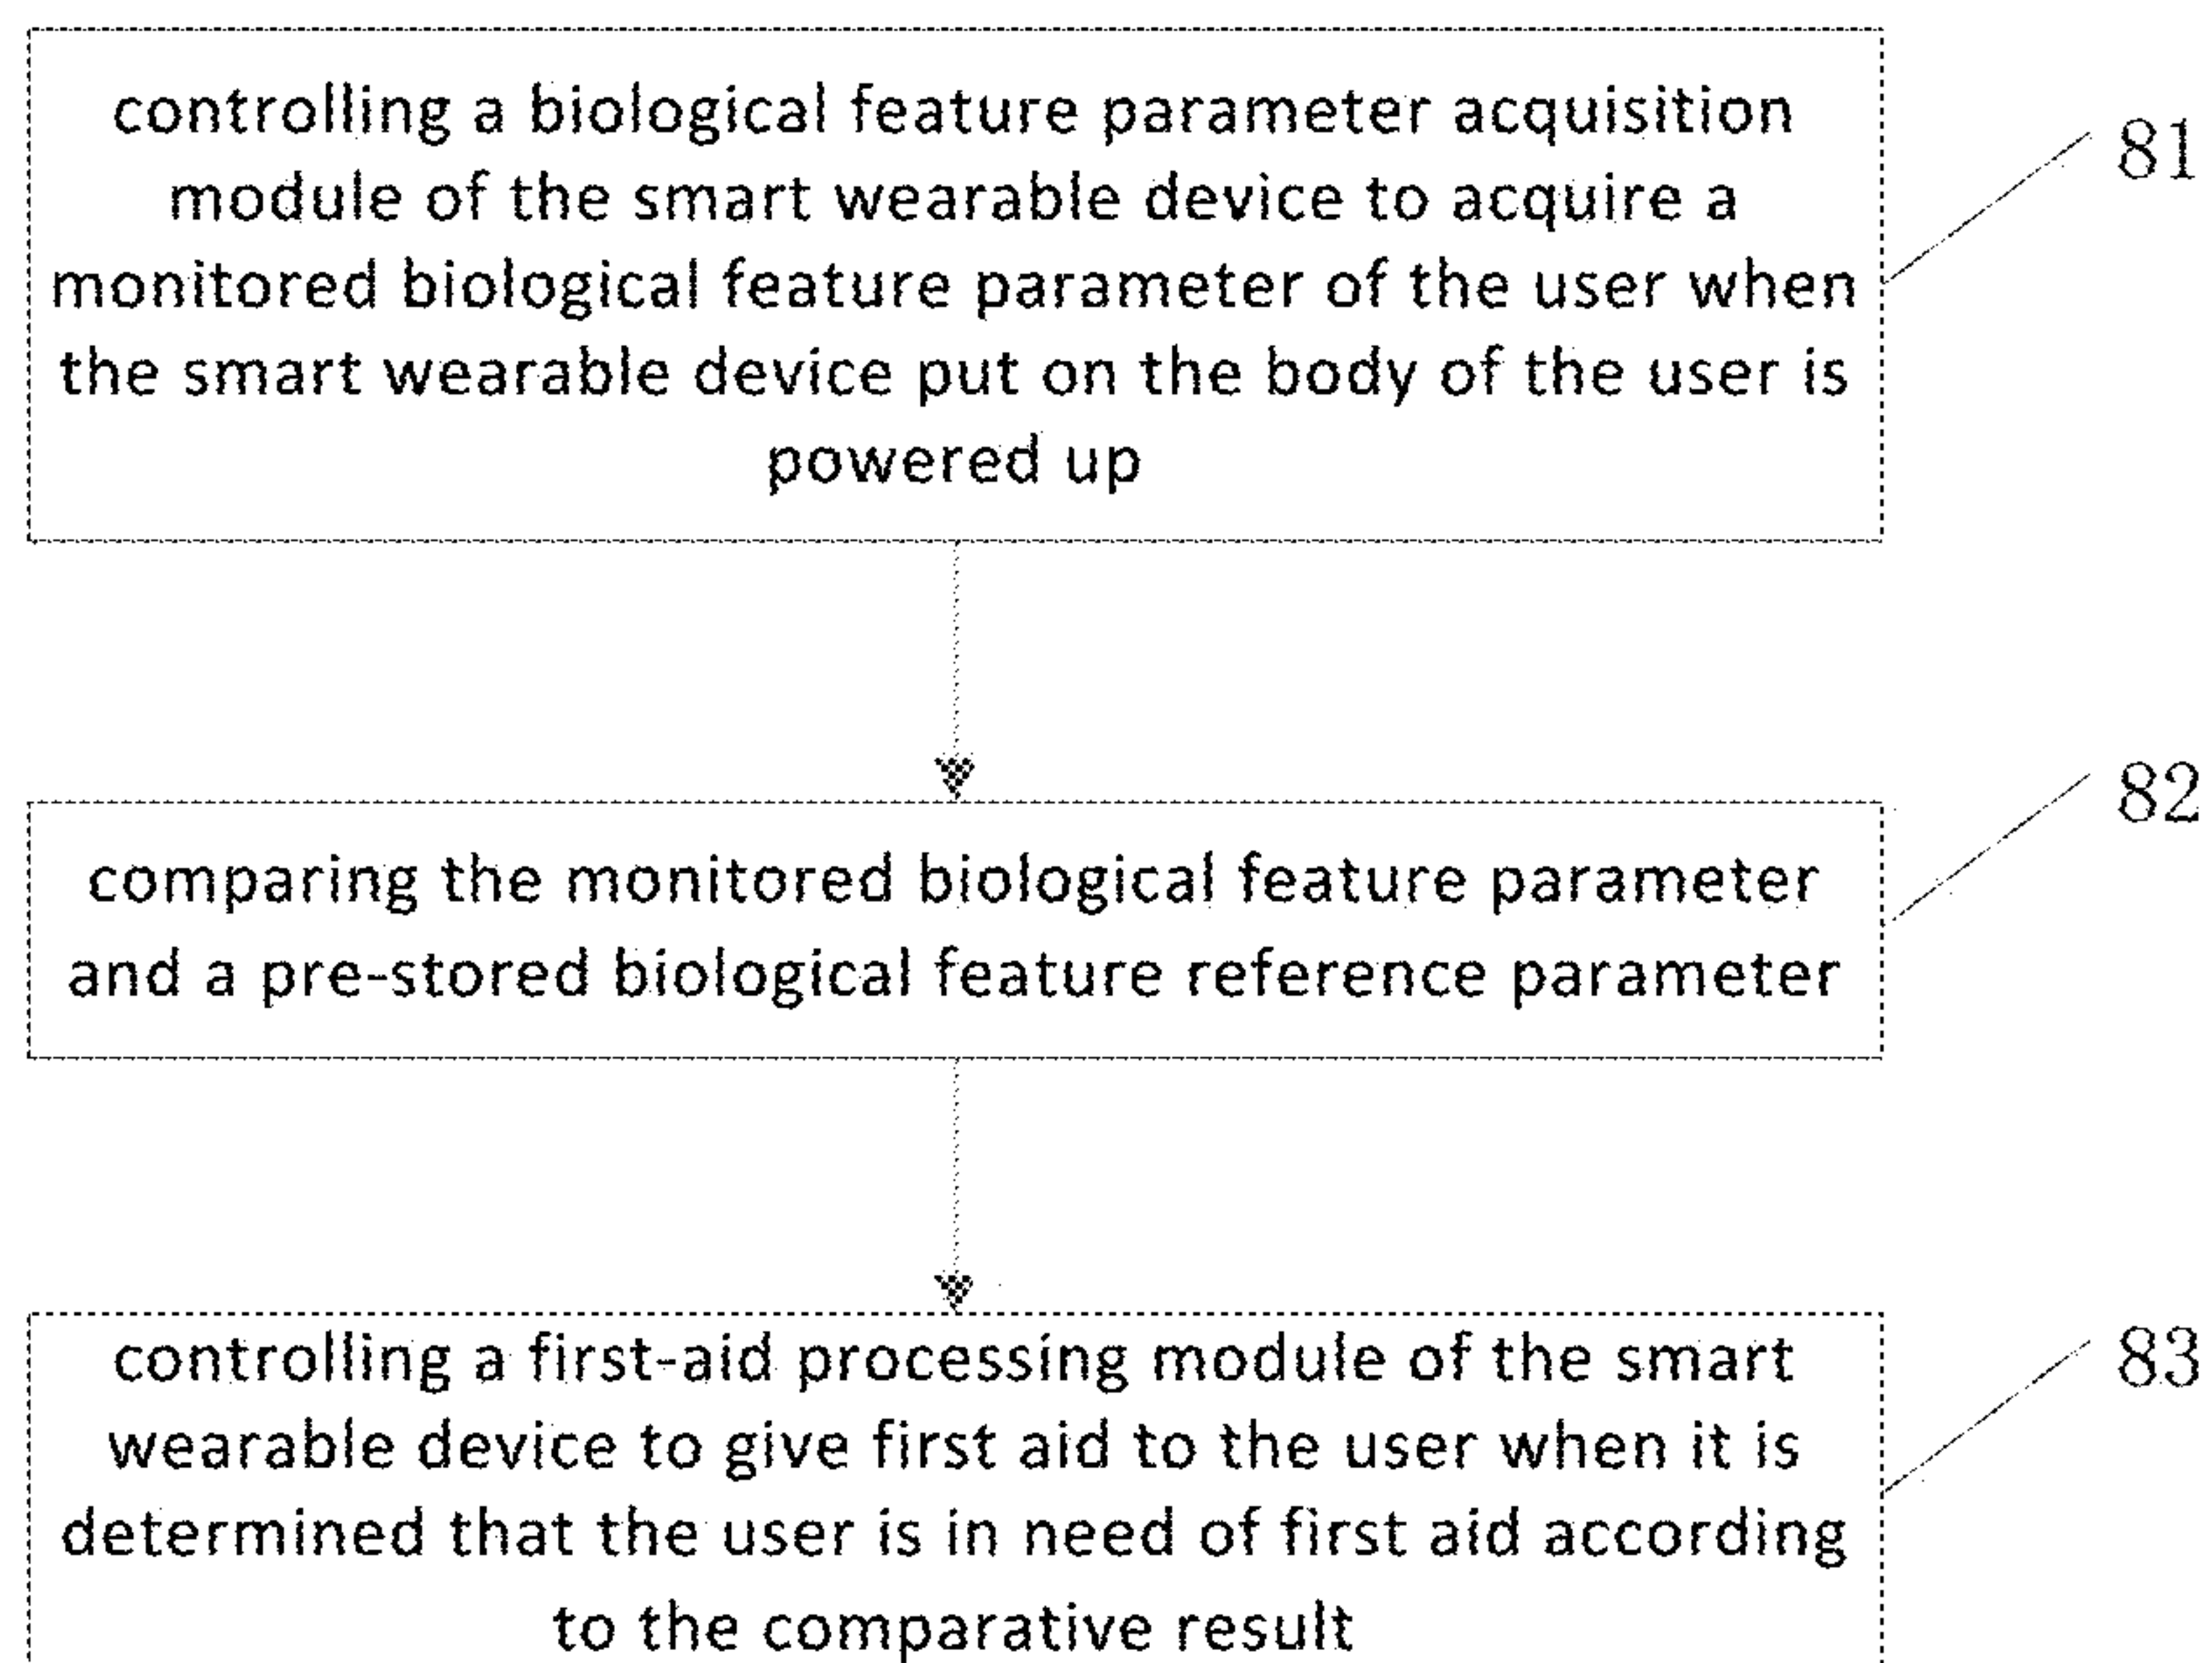 controlling a biological feature parameter acquisition
module of the smart wearable device to acquire a
monitored biological feature parameter of the user when
the smart wearable device put on the body of the user is
powered up
81
comparing the monitored biological feature parameter
and a pre-stored biological feature reference parameter
82
controlling a first-aid processing module of the smart
wearable device to give first aid to the user when it is
determined that the user is in need of first aid according
to the comparative result
83